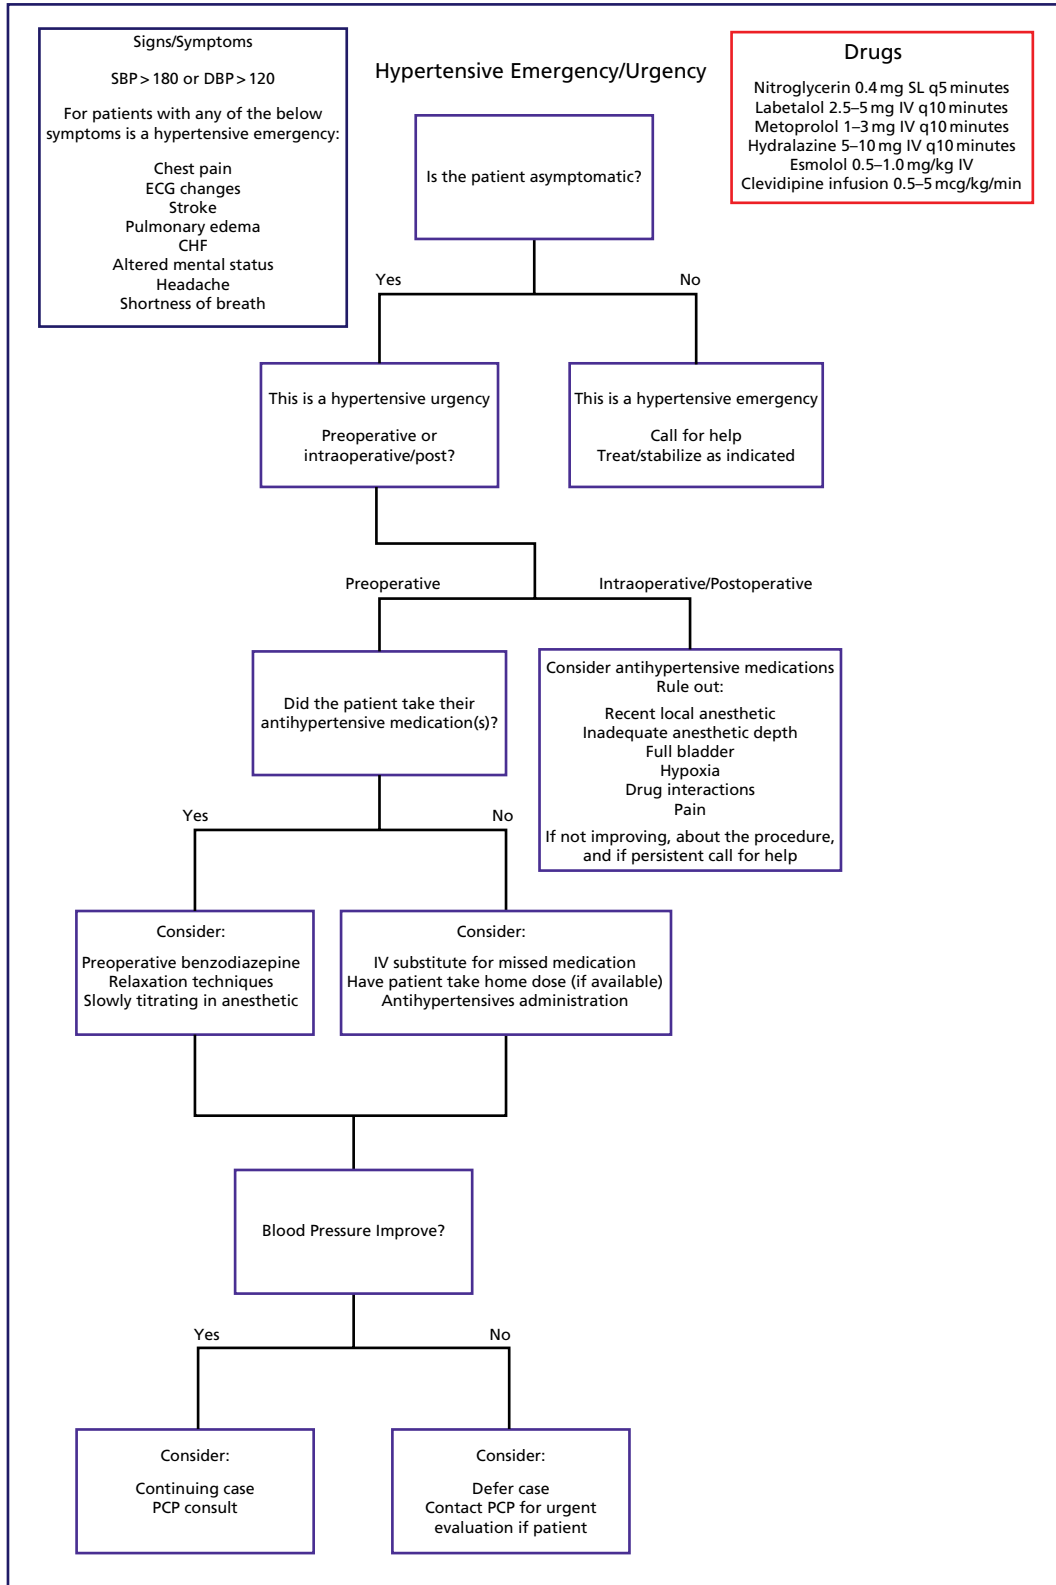 Signs/Symptoms
SBP > 180 or DBP > 120
For patients with any of the below
symptoms is a hypertensive emergency:
Chest pain
ECG changes
Stroke
Pulmonary edema
CHF
Altered mental status
Headache
Shortness of breath
Hypertensive Emergency/Urgency
Drugs
Nitroglycerin 0.4 mg SL q5 minutes
Labetalol 2.5–5 mg IV q10 minutes
Metoprolol 1–3 mg IV q10 minutes
Hydralazine 5–10 mg IV q10 minutes
Esmolol 0.5–1.0 mg/kg IV
Clevidipine infusion 0.5–5 mcg/kg/min
Is the patient asymptomatic?
Yes
No
This is a hypertensive urgency
Preoperative or
intraoperative/post?
This is a hypertensive emergency
Call for help
Treat/stabilize as indicated
Preoperative
Intraoperative/Postoperative
Did the patient take their
antihypertensive medication(s)?
Consider antihypertensive medications
Rule out:
Recent local anesthetic
Inadequate anesthetic depth
Full bladder
Hypoxia
Drug interactions
Pain
If not improving, about the procedure,
and if persistent call for help
Yes
No
Consider:
Preoperative benzodiazepine
Relaxation techniques
Slowly titrating in anesthetic
Consider:
IV substitute for missed medication
Have patient take home dose (if available)
Antihypertensives administration
Blood Pressure Improve?
Yes
No
Consider:
Continuing case
PCP consult
Consider:
Defer case
Contact PCP for urgent
evaluation if patient